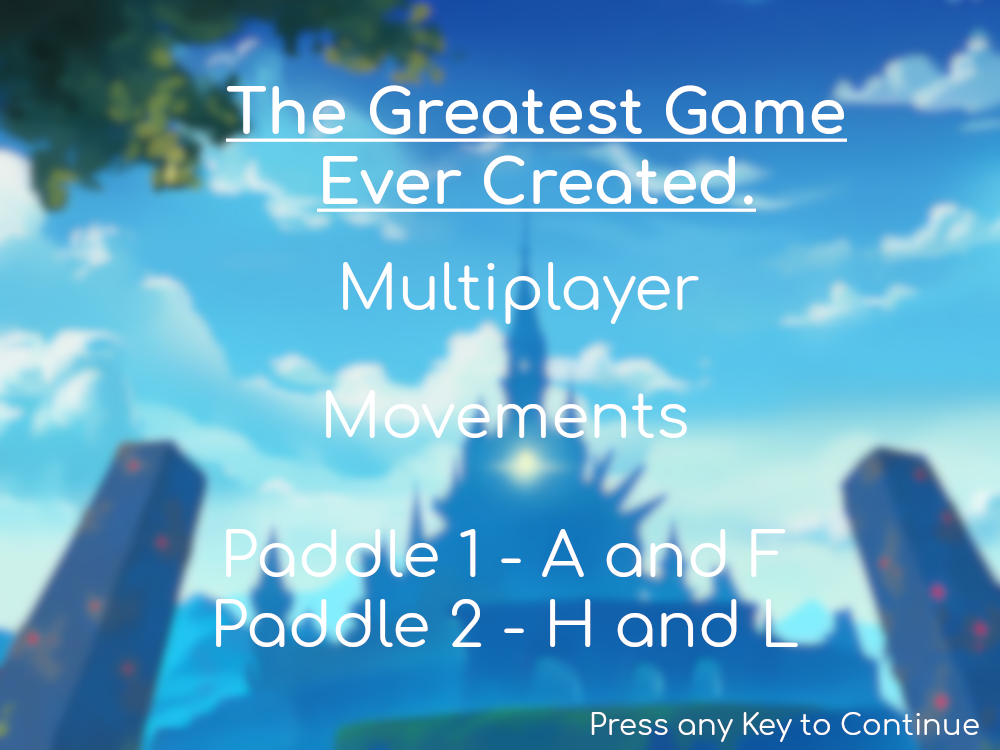 The Greatest Game
Ever Created.
Multiplayer
Movements
Paddle 1 - A and F
Paddle 2 - H and L
Press any Key to Continue